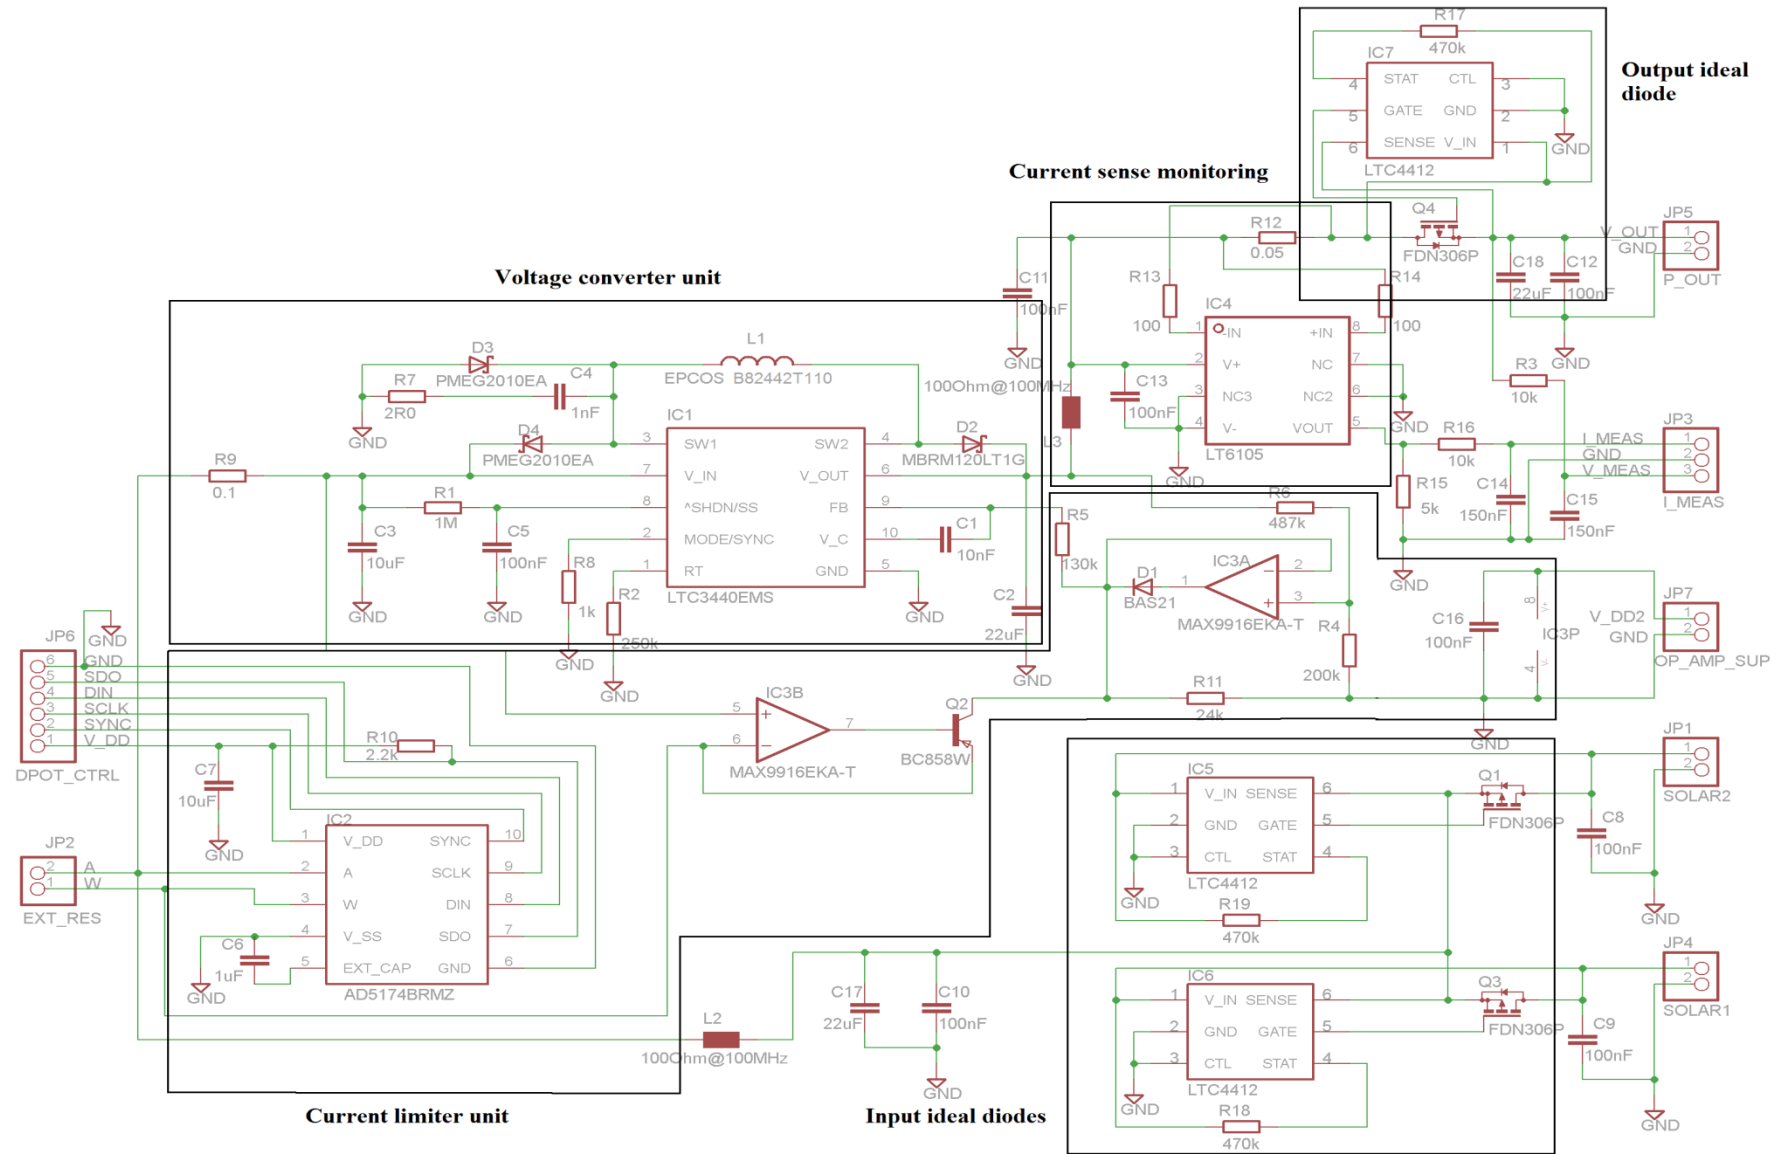 R17
470k
IC7
4 STAT CTL 3
5 GATE GND 2
6 SENSE V_IN 1
LTC4412
GND
Output ideal
diode
Current sense monitoring
Q4
FDN306P
R12
0.05
JP5
V_OUT 1
GND 2
P_OUT
C18
22uF
C12
100nF
GND
Voltage converter unit
C11
100nF
GND
R13
100
R14
100
IC4
1 -IN +IN 8
2 V+ NC 7
3 NC3 NC2 6
4 V- VOUT 5
LT6105
GND
GND
100Ohm@100MHz
L3
C13
100nF
R3
10k
R16
10k
R15
5k
C14
150nF
C15
150nF
GND
JP3
I_MEAS 1
GND 2
V_MEAS 3
I_MEAS
D3
PMEG2010EA
R7
2R0
C4
1nF
GND
L1
EPCOS B82442T110
D4
PMEG2010EA
IC1
3 SW1 SW2 4
7 V_IN V_OUT 6
8 ^SHDN/SS FB 9
2 MODE/SYNC V_C 10
1 RT GND 5
LTC3440EMS
D2
MBRM120LT1G
R9
0.1
R1
1M
C3
10uF
GND
C5
100nF
GND
R8
1k
GND
R2
250k
GND
C1
10nF
GND
C2
22uF
GND
R5
130k
R6
487k
D1
BAS21
1
IC3A
- 2
+ 3
MAX9916EKA-T
R4
200k
C16
100nF
8 V+
IC3P
4 V-
JP7
V_DD2 1
GND 2
OP_AMP_SUP
R11
24k
GND
GND
JP6
6 GND
5 SDO
4 DIN
3 SCLK
2 SYNC
1 V_DD
DPOT_CTRL
R10
2.2k
C7
10uF
GND
IC3B
5 +
6 -
7
MAX9916EKA-T
Q2
BC858W
JP2
2 A
1 W
EXT_RES
IC2
1 V_DD SYNC 10
2 A SCLK 9
3 W DIN 8
4 V_SS SDO 7
5 EXT_CAP GND 6
AD5174BRMZ
C6
1uF
GND
L2
100Ohm@100MHz
C17
22uF
C10
100nF
GND
IC5
1 V_IN SENSE 6
2 GND GATE 5
3 CTL STAT 4
LTC4412
GND
R19
470k
Q1
FDN306P
C8
100nF
GND
JP1
1
2
SOLAR2
IC6
1 V_IN SENSE 6
2 GND GATE 5
3 CTL STAT 4
LTC4412
GND
R18
470k
Q3
FDN306P
C9
100nF
GND
JP4
1
2
SOLAR1
Current limiter unit
Input ideal diodes